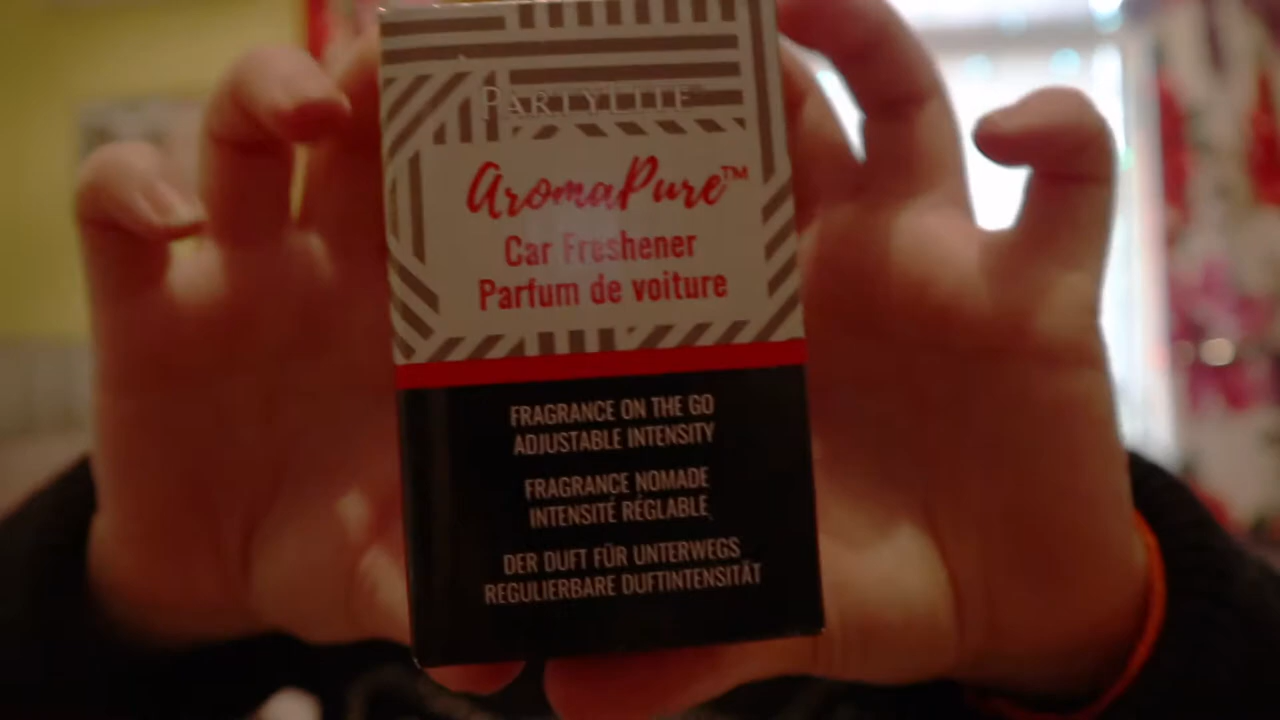 PARTYLITE™
AromaPure™
Car Freshener
Parfum de voiture
FRAGRANCE ON THE GO
ADJUSTABLE INTENSITY
FRAGRANCE NOMADE
INTENSITÉ RÉGLABLE
DER DUFT FÜR UNTERWEGS
REGULIERBARE DUFTINTENSITÄT